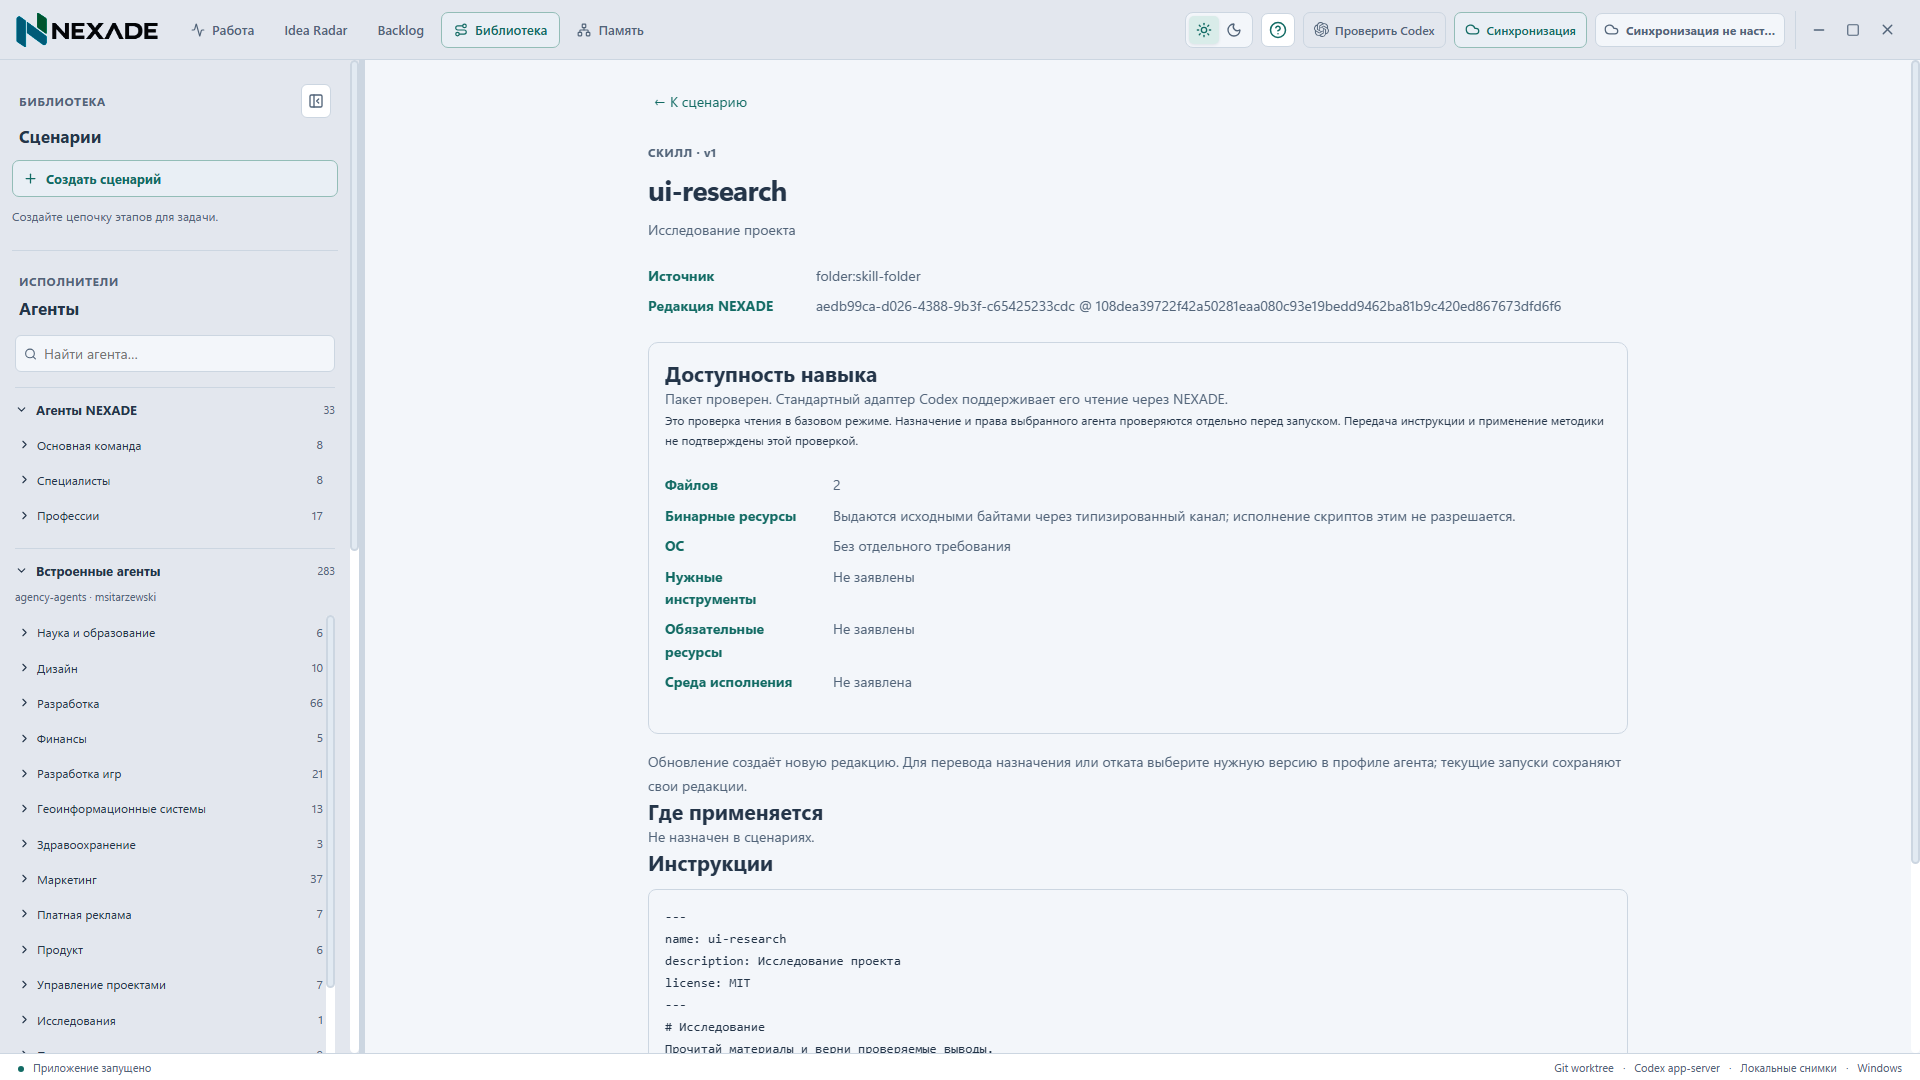 NEXADE
Работа
Idea Radar
Backlog
Библиотека
Память
Проверить Codex
Синхронизация
Синхронизация не наст...
БИБЛИОТЕКА
Сценарии
Создать сценарий
Создайте цепочку этапов для задачи.
ИСПОЛНИТЕЛИ
Агенты
Найти агента...
Агенты NEXADE 33
Основная команда 8
Специалисты 8
Профессии 17
Встроенные агенты 283
agency-agents · msitarzewski
Наука и образование 6
Дизайн 10
Разработка 66
Финансы 5
Разработка игр 21
Геоинформационные системы 13
Здравоохранение 3
Маркетинг 37
Платная реклама 7
Продукт 6
Управление проектами 7
Исследования 1
← К сценарию
СКИЛЛ · v1
ui-research
Исследование проекта
Источник folder:skill-folder
Редакция NEXADE aedb99ca-d026-4388-9b3f-c65425233cdc @ 108dea39722f42a50281eaa080c93e19bedd9462ba81b9c420ed867673dfd6f6
Доступность навыка
Пакет проверен. Стандартный адаптер Codex поддерживает его чтение через NEXADE.
Это проверка чтения в базовом режиме. Назначение и права выбранного агента проверяются отдельно перед запуском. Передача инструкции и применение методики
не подтверждены этой проверкой.
Файлов 2
Бинарные ресурсы Выдаются исходными байтами через типизированный канал; исполнение скриптов этим не разрешается.
ОС Без отдельного требования
Нужные Не заявлены
инструменты
Обязательные Не заявлены
ресурсы
Среда исполнения Не заявлена
Обновление создаёт новую редакцию. Для перевода назначения или отката выберите нужную версию в профиле агента; текущие запуски сохраняют
свои редакции.
Где применяется
Не назначен в сценариях.
Инструкции
---
name: ui-research
description: Исследование проекта
license: MIT
---
# Исследование
Прочитай материалы и верни проверяемые выводы.
Приложение запущено
Git worktree · Codex app-server · Локальные снимки · Windows